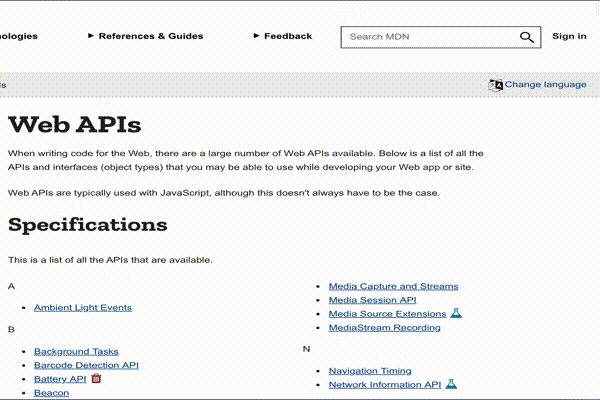 ologies
References & Guides
Feedback
Search MDN
Sign in
ls
Change language
Web APIs
When writing code for the Web, there are a large number of Web APIs available. Below is a list of all the
APIs and interfaces (object types) that you may be able to use while developing your Web app or site.
Web APIs are typically used with JavaScript, although this doesn't always have to be the case.
Specifications
This is a list of all the APIs that are available.
A
Ambient Light Events
B
Background Tasks
Barcode Detection API
Battery API
Beacon
Media Capture and Streams
Media Session API
Media Source Extensions
MediaStream Recording
N
Navigation Timing
Network Information API